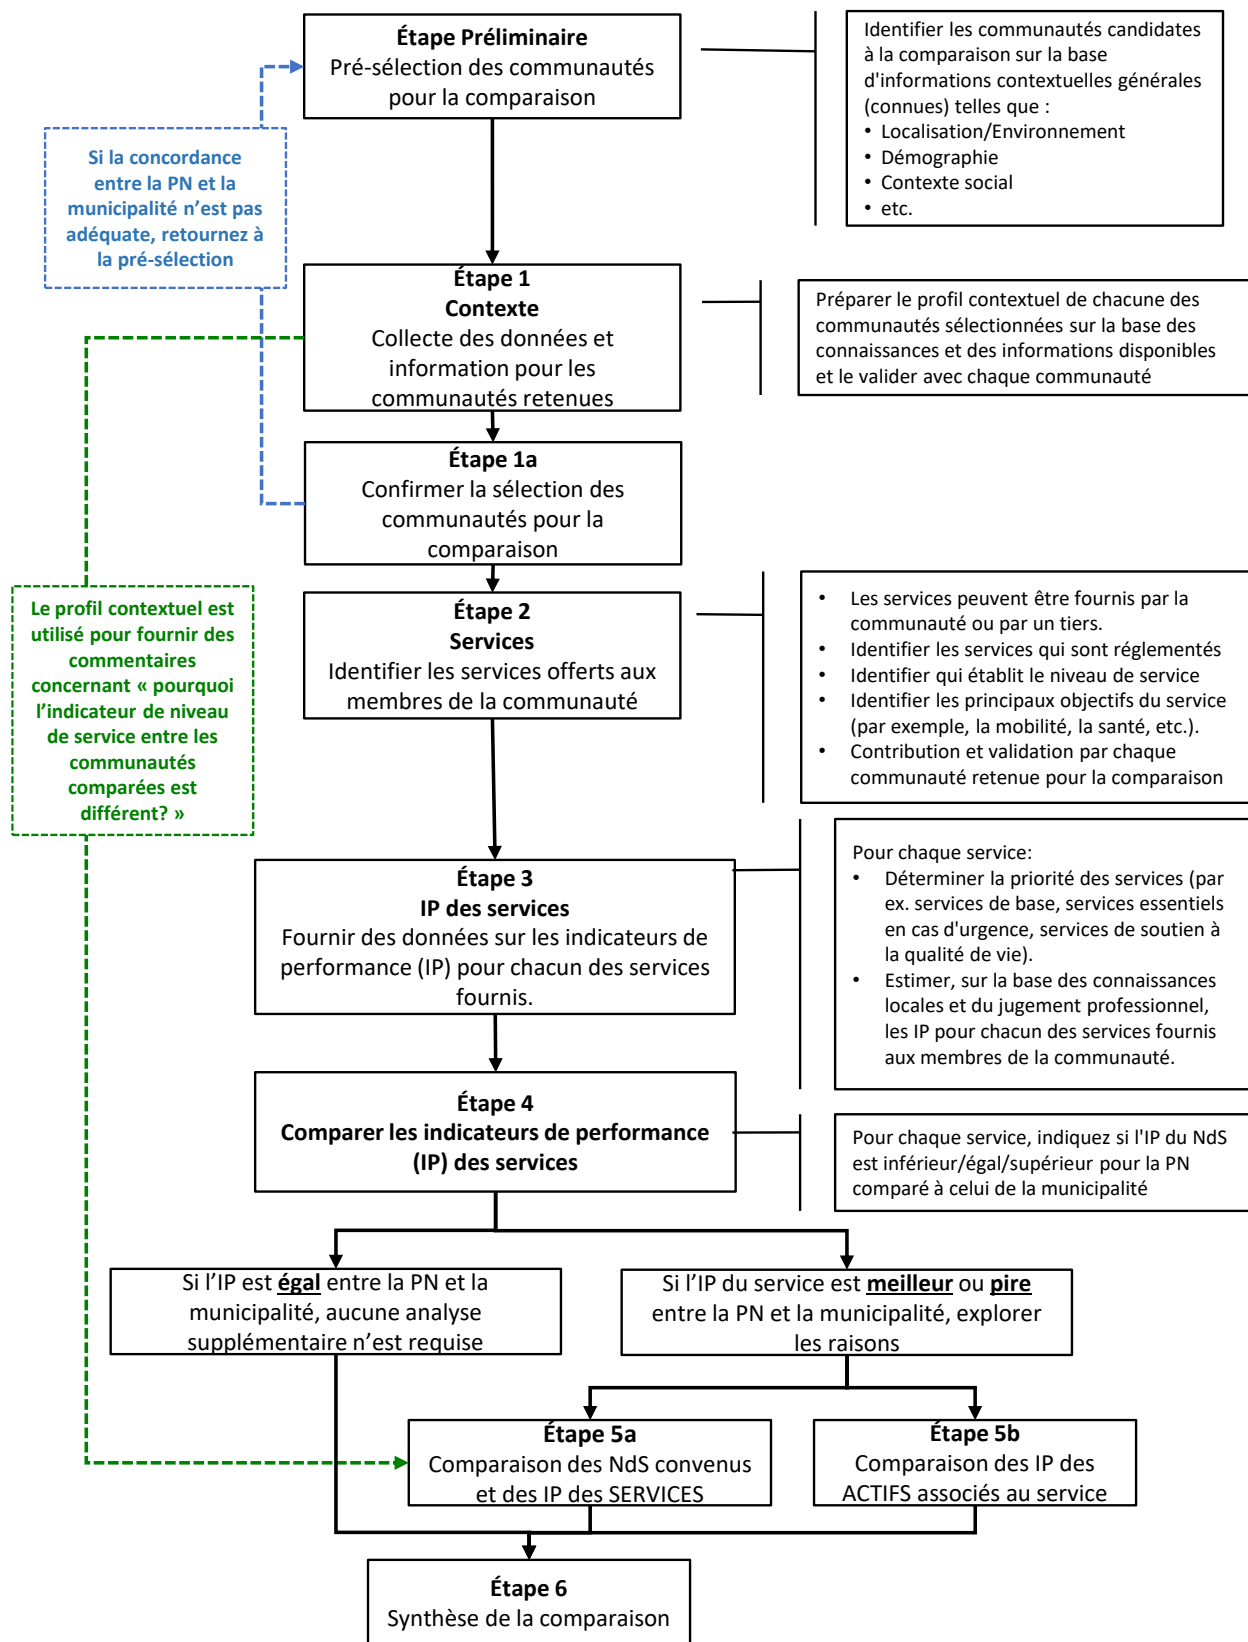 Étape Préliminaire
Pré-sélection des communautés
pour la comparaison
Identifier les communautés candidates
à la comparaison sur la base
d'informations contextuelles générales
(connues) telles que :
• Localisation/Environnement
• Démographie
• Contexte social
• etc.
Si la concordance
entre la PN et la
municipalité n’est pas
adéquate, retournez à
la pré-sélection
Étape 1
Contexte
Collecte des données et
information pour les
communautés retenues
Préparer le profil contextuel de chacune des
communautés sélectionnées sur la base des
connaissances et des informations disponibles
et le valider avec chaque communauté
Étape 1a
Confirmer la sélection des
communautés pour la
comparaison
Le profil contextuel est
utilisé pour fournir des
commentaires
concernant « pourquoi
l’indicateur de niveau
de service entre les
communautés
comparées est
différent? »
Étape 2
Services
Identifier les services offerts aux
membres de la communauté
• Les services peuvent être fournis par la
communauté ou par un tiers.
• Identifier les services qui sont réglementés
• Identifier qui établit le niveau de service
• Identifier les principaux objectifs du service
(par exemple, la mobilité, la santé, etc.).
• Contribution et validation par chaque
communauté retenue pour la comparaison
Étape 3
IP des services
Fournir des données sur les indicateurs de
performance (IP) pour chacun des services
fournis.
Pour chaque service:
• Déterminer la priorité des services (par
ex. services de base, services essentiels
en cas d'urgence, services de soutien à
la qualité de vie).
• Estimer, sur la base des connaissances
locales et du jugement professionnel,
les IP pour chacun des services fournis
aux membres de la communauté.
Étape 4
Comparer les indicateurs de performance
(IP) des services
Pour chaque service, indiquez si l'IP du NdS
est inférieur/égal/supérieur pour la PN
comparé à celui de la municipalité
Si l’IP est égal entre la PN et la
municipalité, aucune analyse
supplémentaire n’est requise
Si l’IP du service est meilleur ou pire
entre la PN et la municipalité, explorer
les raisons
Étape 5a
Comparaison des NdS convenus
et des IP des SERVICES
Étape 5b
Comparaison des IP des
ACTIFS associés au service
Étape 6
Synthèse de la comparaison